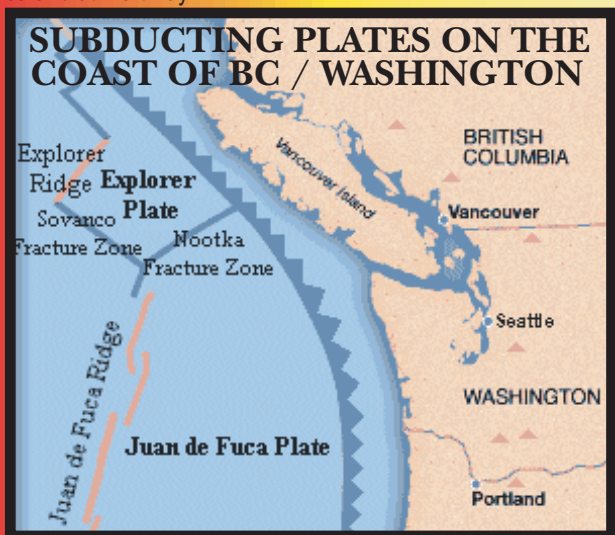 SUBDUCTING PLATES ON THE
COAST OF BC / WASHINGTON
BRITISH
COLUMBIA
Explorer
Ridge
Explorer
Plate
Vancouver Island
Sovanco
Fracture Zone
Vancouver
Nootka
Fracture Zone
Seattle
Juan de Fuca Ridge
WASHINGTON
Juan de Fuca Plate
Portland